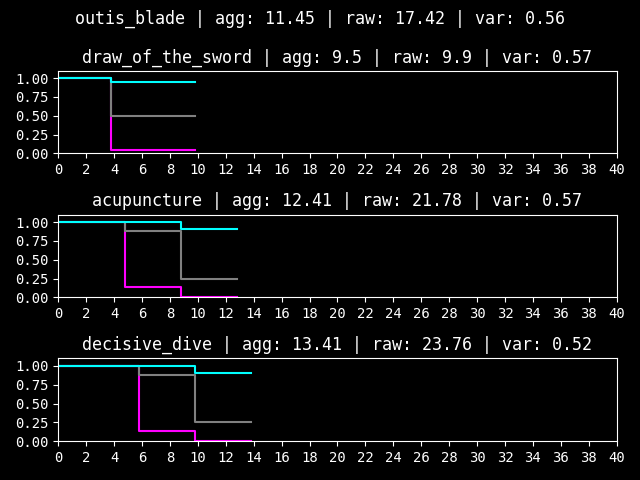 outis_blade | agg: 11.45 | raw: 17.42 | var: 0.56
draw_of_the_sword | agg: 9.5 | raw: 9.9 | var: 0.57
1.00
0.75
0.50
0.25
0.00
0 2 4 6 8 10 12 14 16 18 20 22 24 26 28 30 32 34 36 38 40
acupuncture | agg: 12.41 | raw: 21.78 | var: 0.57
1.00
0.75
0.50
0.25
0.00
0 2 4 6 8 10 12 14 16 18 20 22 24 26 28 30 32 34 36 38 40
decisive_dive | agg: 13.41 | raw: 23.76 | var: 0.52
1.00
0.75
0.50
0.25
0.00
0 2 4 6 8 10 12 14 16 18 20 22 24 26 28 30 32 34 36 38 40